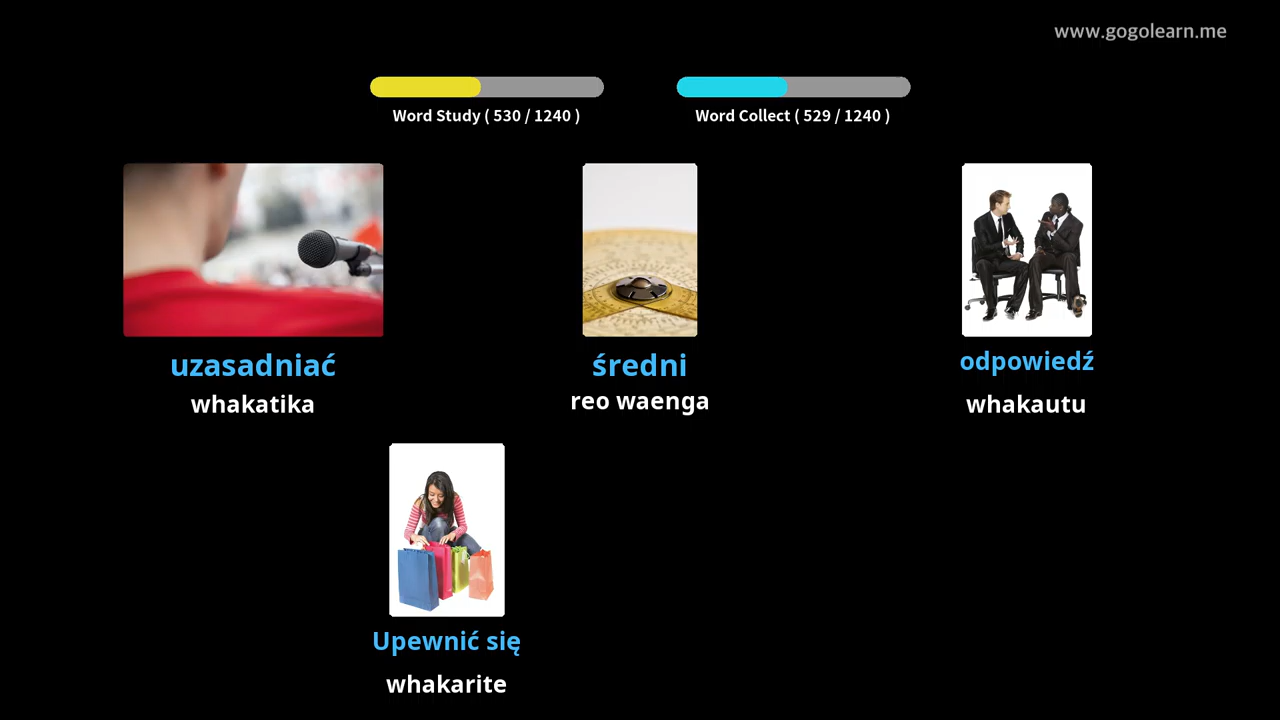 www.gogolearn.me
Word Study ( 530 / 1240 )
Word Collect ( 529 / 1240 )
uzasadniać
whakatika
średni
reo waenga
odpowiedź
whakautu
Upewnić się
whakarite